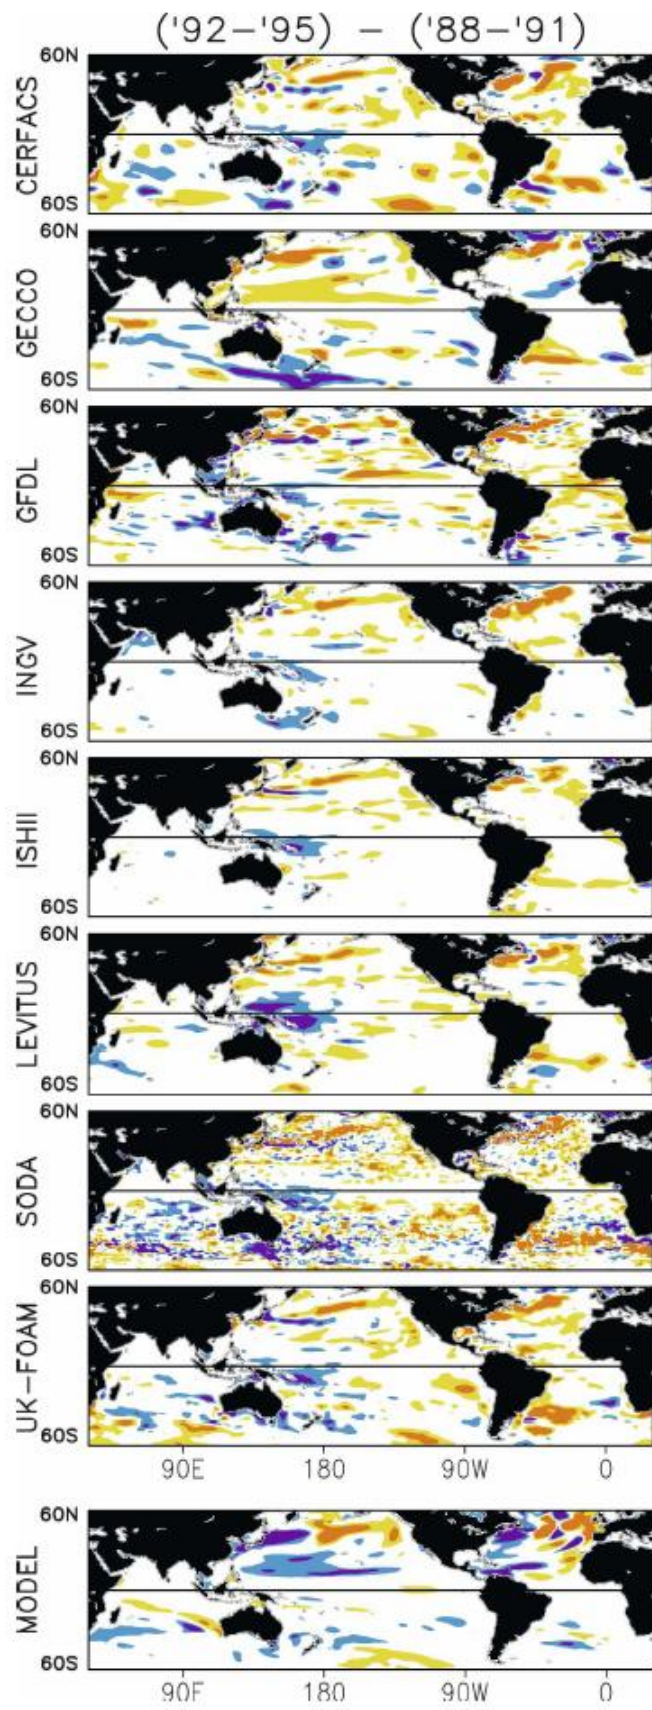 ('92–'95) – ('88–'91)
60N
CERFACS
60S
60N
GECCO
60S
60N
GFDL
60S
60N
INGV
60S
60N
ISHII
60S
60N
LEVITUS
60S
60N
SODA
60S
60N
UK–FOAM
60S
90E 180 90W 0
60N
MODEL
60S
90E 180 90W 0